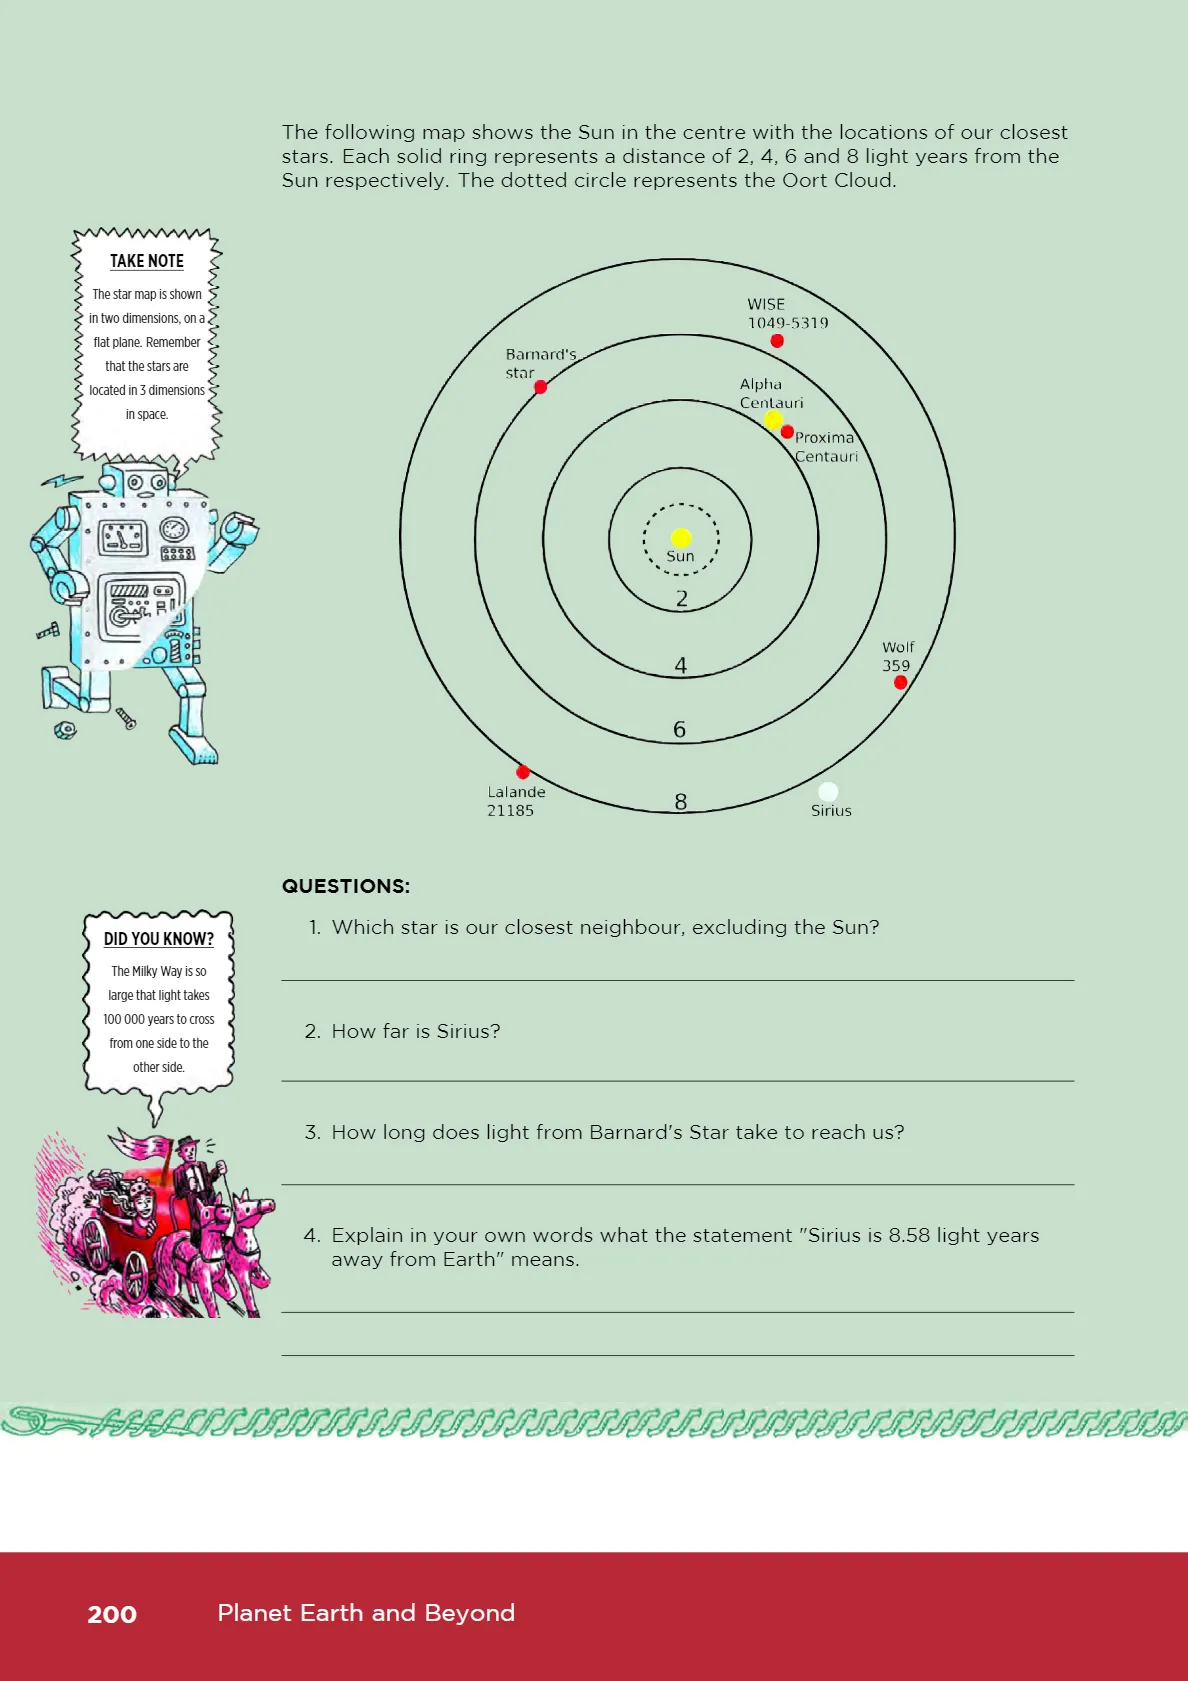 The following map shows the Sun in the centre with the locations of our closest
stars. Each solid ring represents a distance of 2, 4, 6 and 8 light years from the
Sun respectively. The dotted circle represents the Oort Cloud.
TAKE NOTE
The star map is shown
in two dimensions, on a
flat plane. Remember
that the stars are
located in 3 dimensions
in space.
WISE
1049-5319
Barnard's
star
Alpha
Centauri
Proxima
Centauri
Sun
2
4
6
8
Wolf
359
Lalande
21185
Sirius
QUESTIONS:
1. Which star is our closest neighbour, excluding the Sun?
2. How far is Sirius?
3. How long does light from Barnard's Star take to reach us?
4. Explain in your own words what the statement "Sirius is 8.58 light years
away from Earth" means.
DID YOU KNOW?
The Milky Way is so
large that light takes
100 000 years to cross
from one side to the
other side.
200
Planet Earth and Beyond